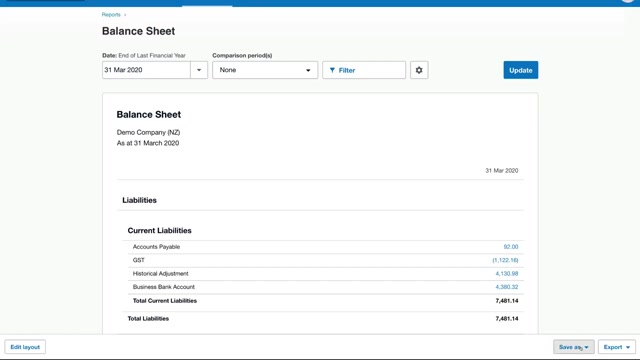 Reports ›
Balance Sheet
Date: End of Last Financial Year
Comparison period(s)
31 Mar 2020
None
Filter
Update
Balance Sheet
Demo Company (NZ)
As at 31 March 2020
31 Mar 2020
Liabilities
Current Liabilities
Accounts Payable 92.00
GST (1,122.16)
Historical Adjustment 4,130.98
Business Bank Account 4,380.32
Total Current Liabilities 7,481.14
Total Liabilities 7,481.14
Edit layout
Save as
Export